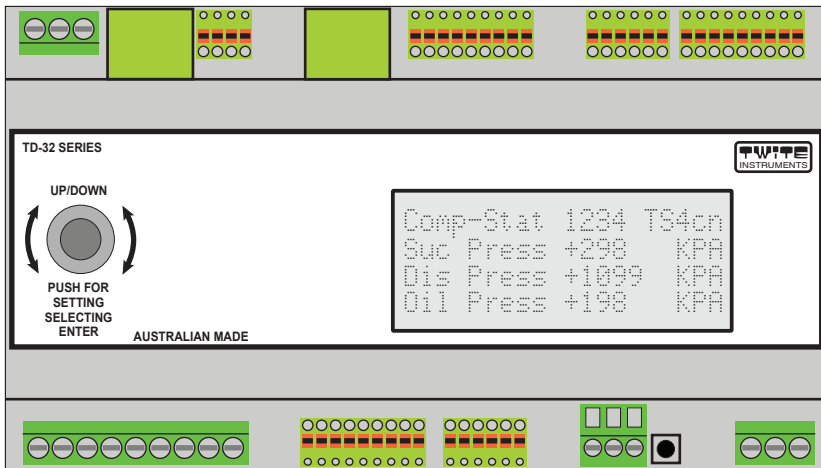 TD-32 SERIES
TWiTE
INSTRUMENTS
UP/DOWN
PUSH FOR
SETTING
SELECTING
ENTER
AUSTRALIAN MADE
Comp-Stat 1234 TS4cn
Suc Press +298 KPA
Dis Press +1099 KPA
Oil Press +198 KPA